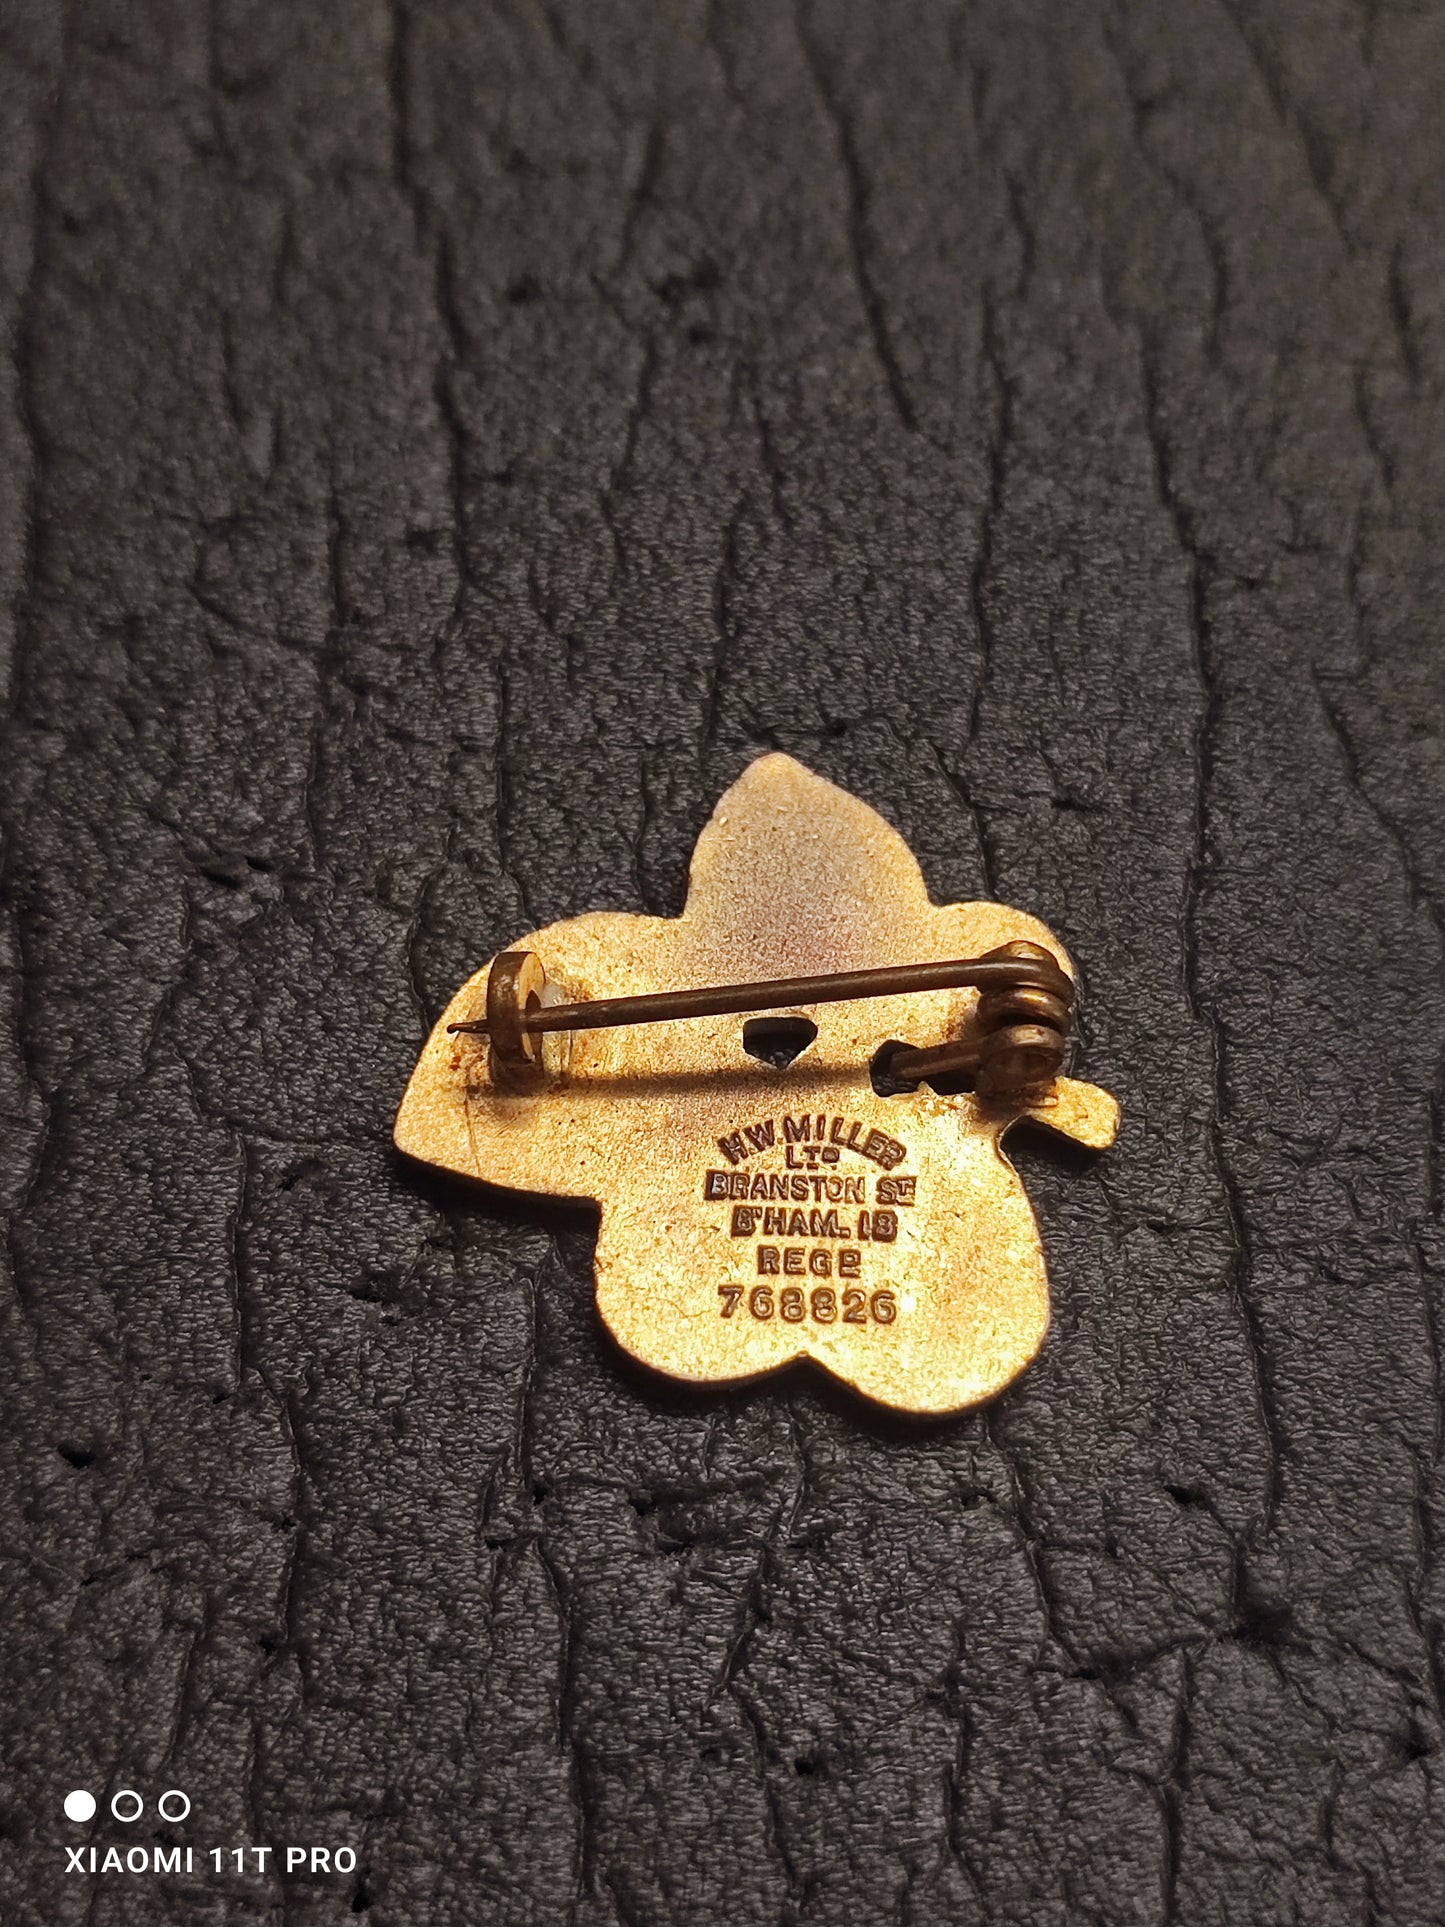 H.W.MILLER
LTD
BRANSTON ST
B'HAM. 18
REGD
768826
XIAOMI 11T PRO